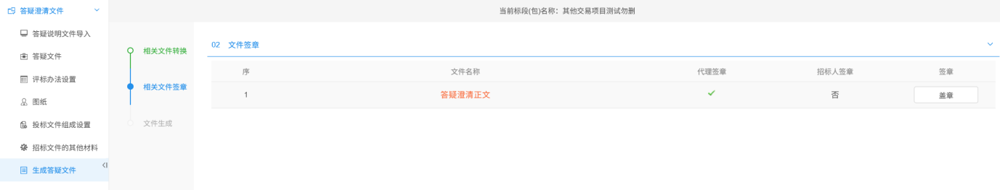 答疑澄清文件
答疑说明文件导入
答疑文件
评标办法设置
图纸
投标文件组成设置
招标文件的其他材料
生成答疑文件
当前标段(包)名称：其他交易项目测试勿删
相关文件转换
相关文件签章
文件生成
02 文件签章
序 文件名称 代理签章 招标人签章 签章
1 答疑澄清正文 否 盖章